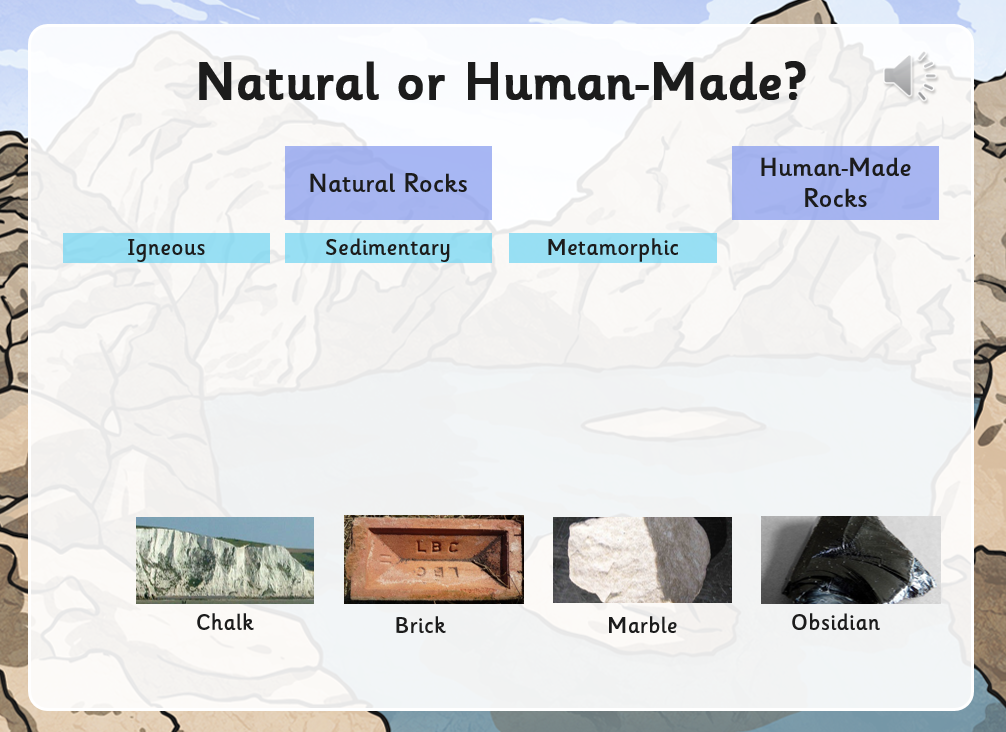 Natural or Human-Made?
Natural Rocks
Human-Made
Rocks
Igneous
Sedimentary
Metamorphic
LBC
Chalk
Brick
Marble
Obsidian